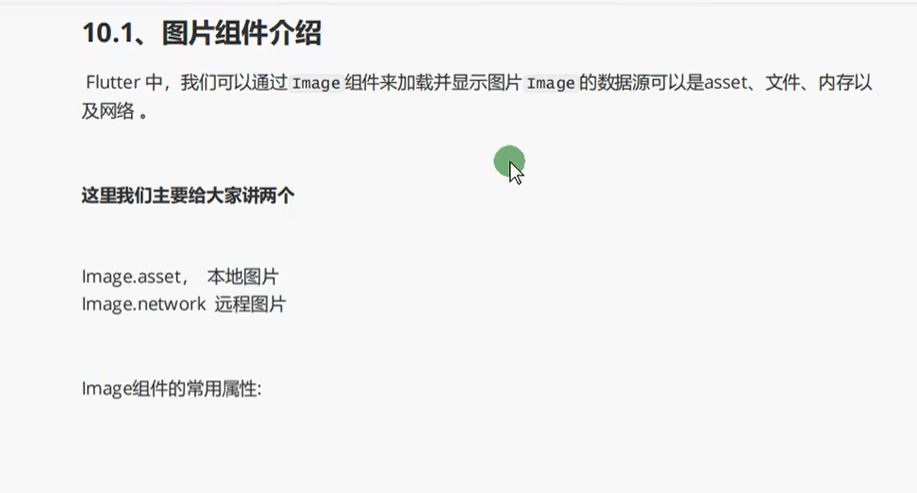 10.1、图片组件介绍
Flutter 中，我们可以通过 Image 组件来加载并显示图片 Image 的数据源可以是asset、文件、内存以
及网络 。
这里我们主要给大家讲两个
Image.asset， 本地图片
Image.network 远程图片
Image组件的常用属性: